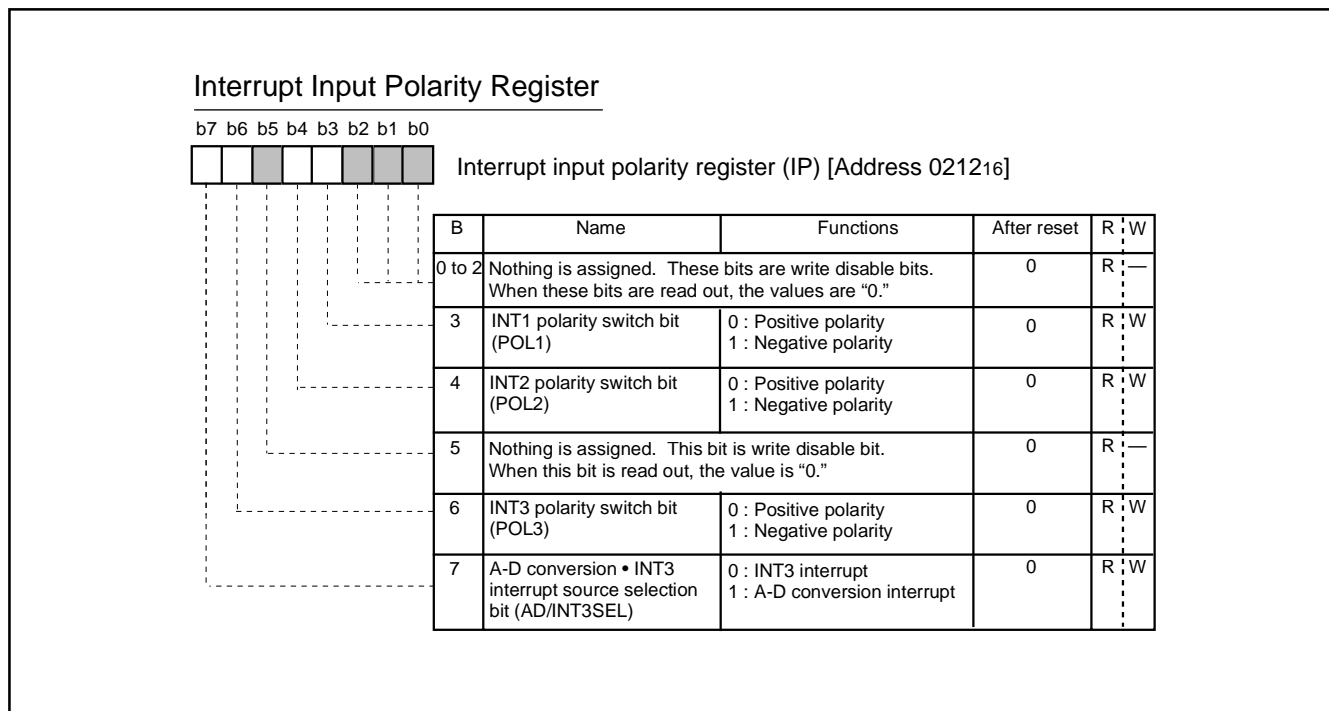 Interrupt Input Polarity Register
b7 b6 b5 b4 b3 b2 b1 b0
Interrupt input polarity register (IP) [Address 021216]
B Name Functions After reset R W
0 to 2 Nothing is assigned. These bits are write disable bits. 0 R —
When these bits are read out, the values are “0.”
3 INT1 polarity switch bit 0 : Positive polarity 0 R W
(POL1) 1 : Negative polarity
4 INT2 polarity switch bit 0 : Positive polarity 0 R W
(POL2) 1 : Negative polarity
5 Nothing is assigned. This bit is write disable bit. 0 R —
When this bit is read out, the value is “0.”
6 INT3 polarity switch bit 0 : Positive polarity 0 R W
(POL3) 1 : Negative polarity
7 A-D conversion • INT3 0 : INT3 interrupt 0 R W
interrupt source selection 1 : A-D conversion interrupt
bit (AD/INT3SEL)